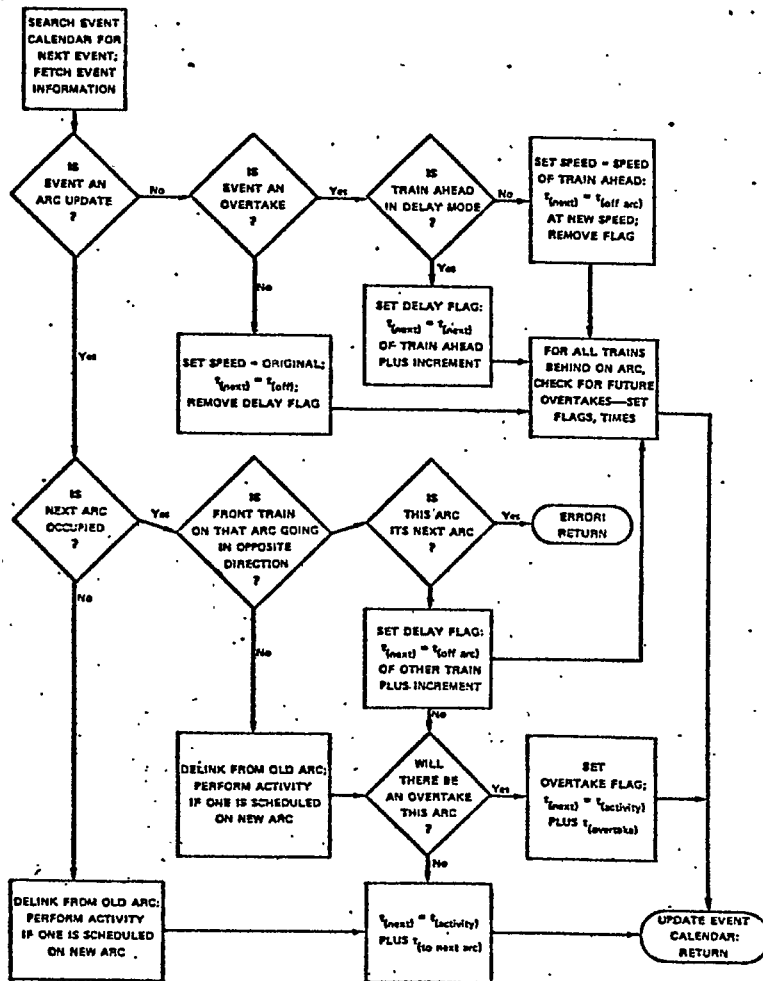 SEARCH EVENT
CALENDAR FOR
NEXT EVENT;
FETCH EVENT
INFORMATION
IS
EVENT AN
ARC UPDATE
?
No
IS
EVENT AN
OVERTAKE
?
Yes
IS
TRAIN AHEAD
IN DELAY MODE
?
No
SET SPEED = SPEED
OF TRAIN AHEAD:
t(next) = t(off arc)
AT NEW SPEED;
REMOVE FLAG
Yes
No
Yes
SET SPEED = ORIGINAL;
t(next) = t(off);
REMOVE DELAY FLAG
SET DELAY FLAG:
t(next) = t(next)
OF TRAIN AHEAD
PLUS INCREMENT
FOR ALL TRAINS
BEHIND ON ARC,
CHECK FOR FUTURE
OVERTAKES—SET
FLAGS, TIMES
IS
NEXT ARC
OCCUPIED
?
Yes
IS
FRONT TRAIN
ON THAT ARC GOING
IN OPPOSITE
DIRECTION
?
IS
THIS ARC
ITS NEXT ARC
?
Yes
ERROR!
RETURN
No
No
SET DELAY FLAG:
t(next) = t(off arc)
OF OTHER TRAIN
PLUS INCREMENT
No
DELINK FROM OLD ARC;
PERFORM ACTIVITY
IF ONE IS SCHEDULED
ON NEW ARC
WILL
THERE BE
AN OVERTAKE
THIS ARC
?
Yes
SET
OVERTAKE FLAG;
t(next) = t(activity)
PLUS t(overtake)
No
DELINK FROM OLD ARC;
PERFORM ACTIVITY
IF ONE IS SCHEDULED
ON NEW ARC
t(next) = t(activity)
PLUS t(to next arc)
UPDATE EVENT
CALENDAR:
RETURN